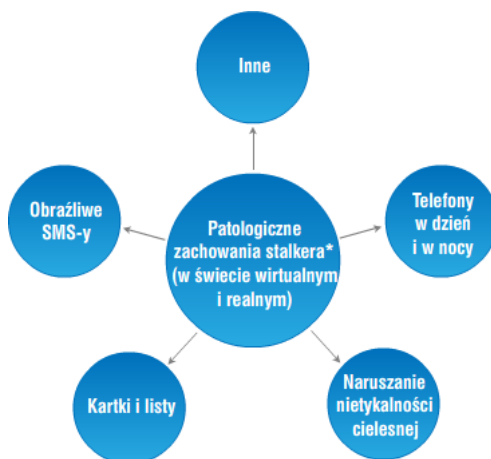 Inne
Obraźliwe
SMS-y
Telefony
w dzień
i w nocy
Patologiczne
zachowania stalkera*
(w świecie wirtualnym
i realnym)
Kartki i listy
Naruszanie
nietykalności
cielesnej